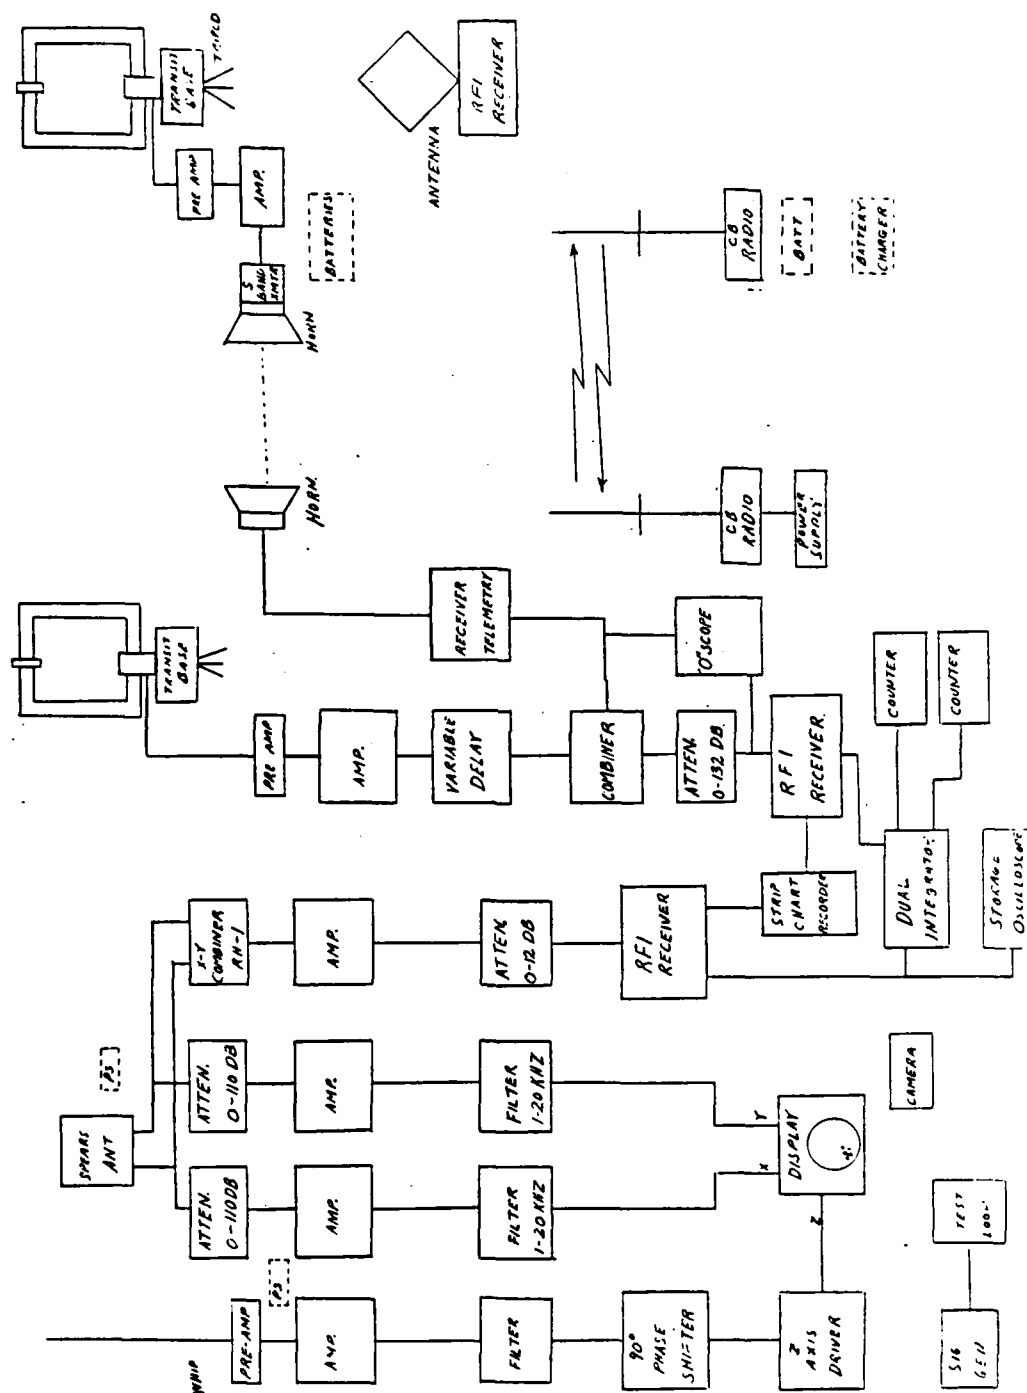 WHIP
PRE-AMP
PS
AMP.
FILTER
90°
PHASE
SHIFTER
Z
AXIS
DRIVER
SIG
GEN
TEST
LOOP
SPEARS
ANT
PS
ATTEN.
0-110DB
AMP.
FILTER
1-20 KHZ
X
Z
ATTEN.
0-110 DB
AMP.
FILTER
1-20 KHZ
Y
DISPLAY
CAMERA
X-Y
COMBINER
RH-1
AMP.
ATTEN.
0-12 DB
RFI
RECEIVER
STRIP
CHART
RECORDER
DUAL
INTEGRATOR
STORAGE
OSCILLOSCOPE
TRANSIT
BASE
PRE AMP
AMP.
VARIABLE
DELAY
COMBINER
ATTEN.
0-132 DB.
RFI
RECEIVER.
RECEIVER
TELEMETRY
"O"SCOPE
COUNTER
COUNTER
HORN.
CB
RADIO
POWER
SUPPLY
TRANSIT
BASE
TRIPOD
PRE AMP
AMP.
S
BAND
XMTR
HORN
BATTERIES
ANTENNA
RFI
RECEIVER
CB
RADIO
BATT
BATTERY
CHARGER